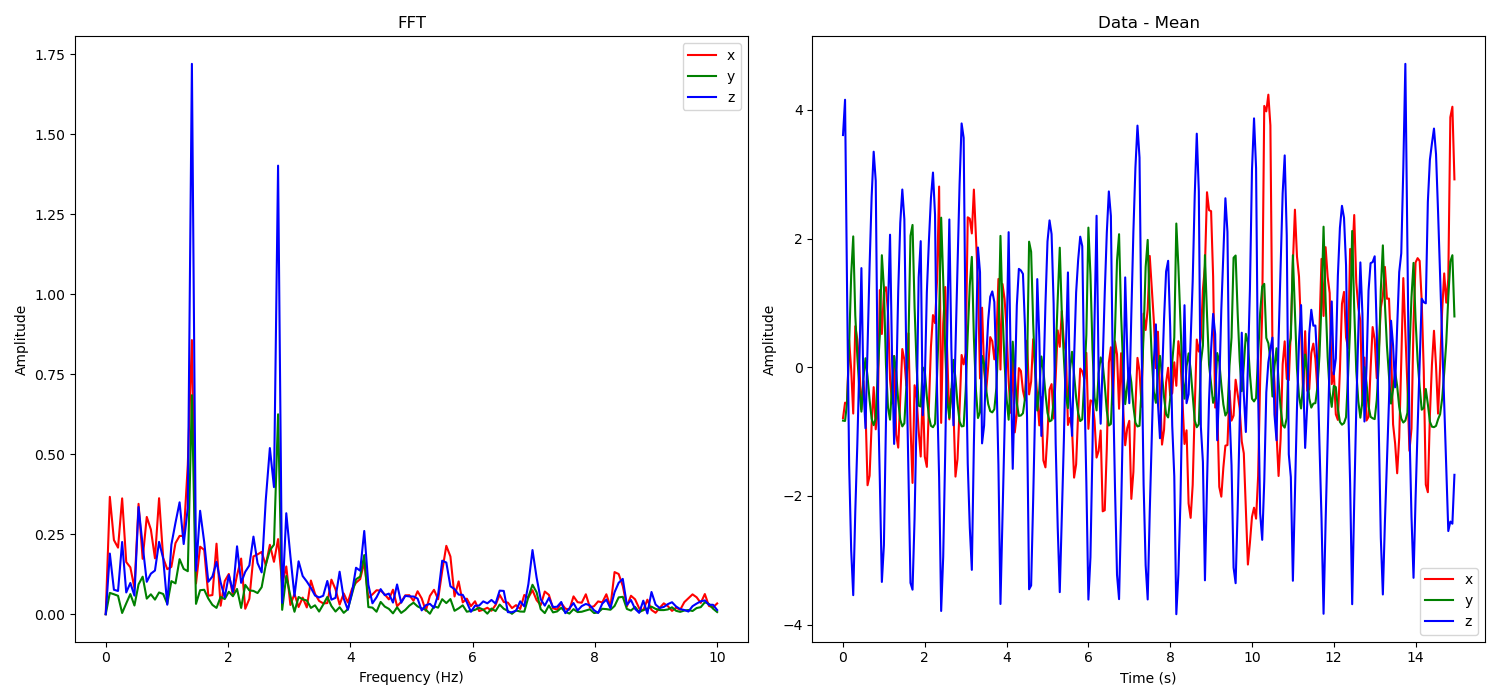 FFT
Amplitude
1.75
1.50
1.25
1.00
0.75
0.50
0.25
0.00
0 2 4 6 8 10
Frequency (Hz)
x
y
z
Data - Mean
Amplitude
4
2
0
−2
−4
0 2 4 6 8 10 12 14
Time (s)
x
y
z